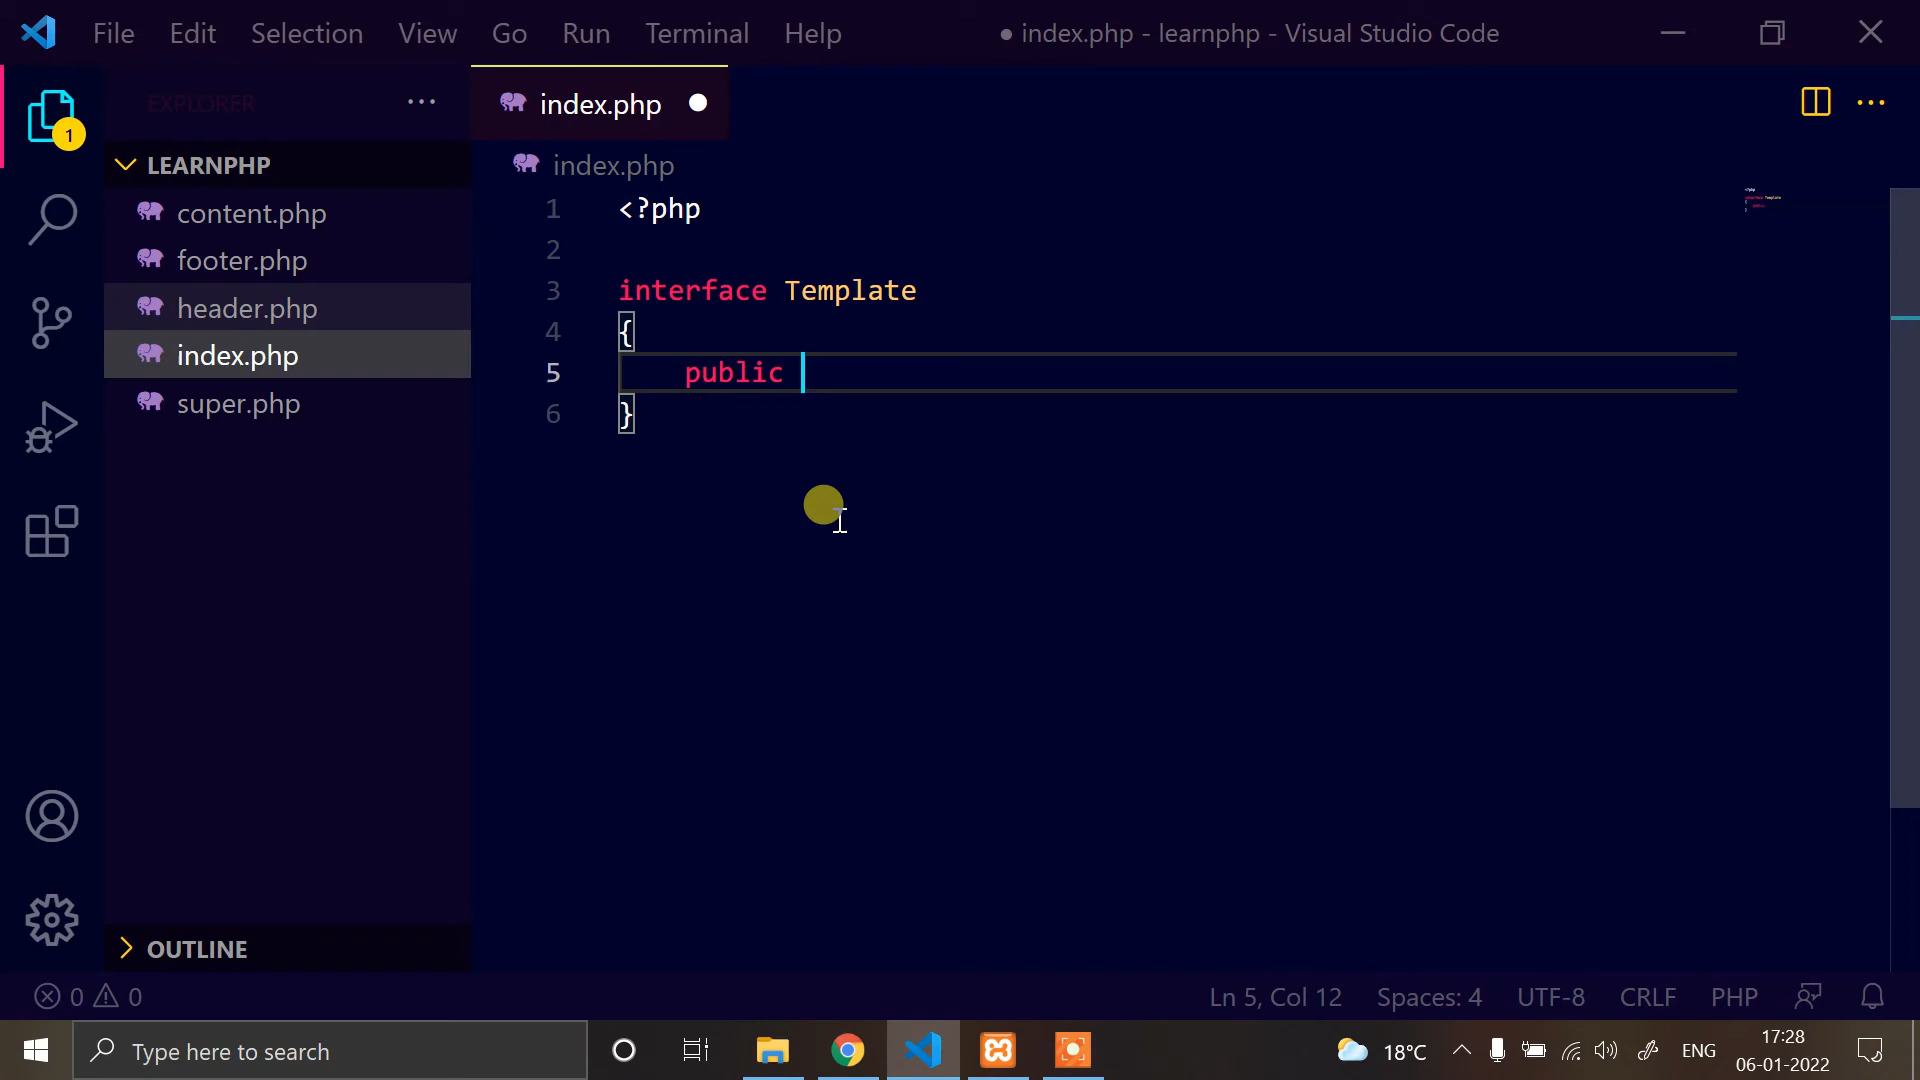 File Edit Selection View Go Run Terminal Help ● index.php - learnphp - Visual Studio Code
EXPLORER ···
index.php
1
LEARNPHP
index.php
content.php
footer.php
header.php
index.php
super.php
1 <?php
2
3 interface Template
4 {
5 public
6 }
OUTLINE
0 0 Ln 5, Col 12 Spaces: 4 UTF-8 CRLF PHP
Type here to search
18°C ENG 17:28
06-01-2022